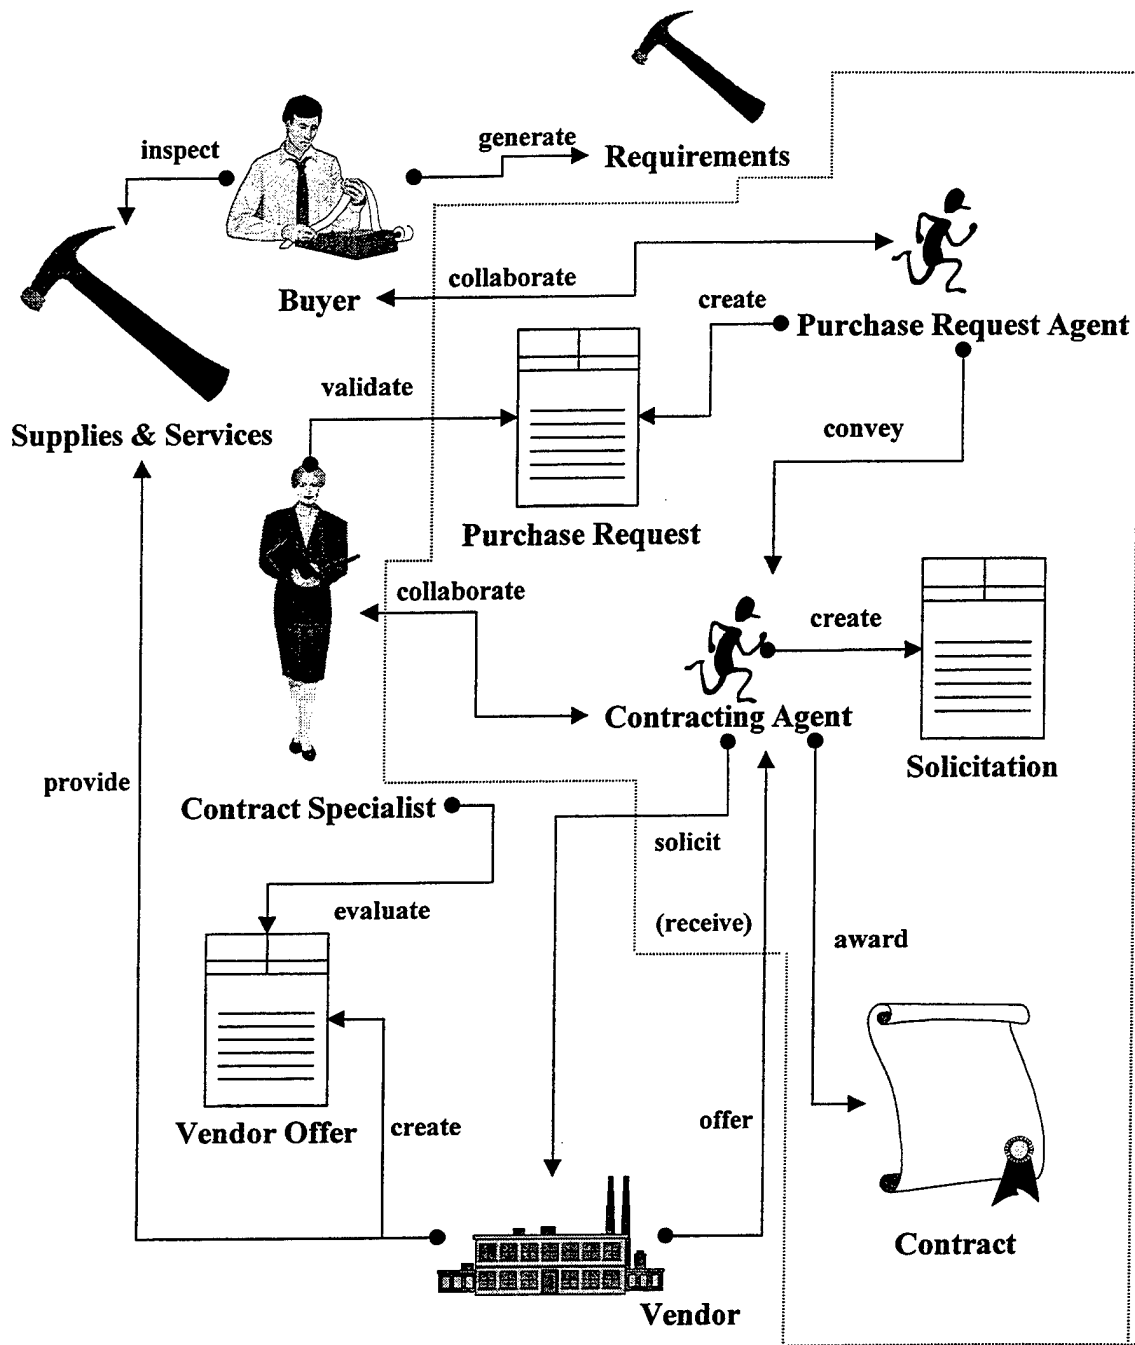 generate
inspect
Requirements
collaborate
Buyer
create
Purchase Request Agent
validate
convey
Supplies & Services
Purchase Request
collaborate
create
Contracting Agent
Solicitation
provide
Contract Specialist
solicit
evaluate
(receive)
award
offer
Vendor Offer
create
Contract
Vendor